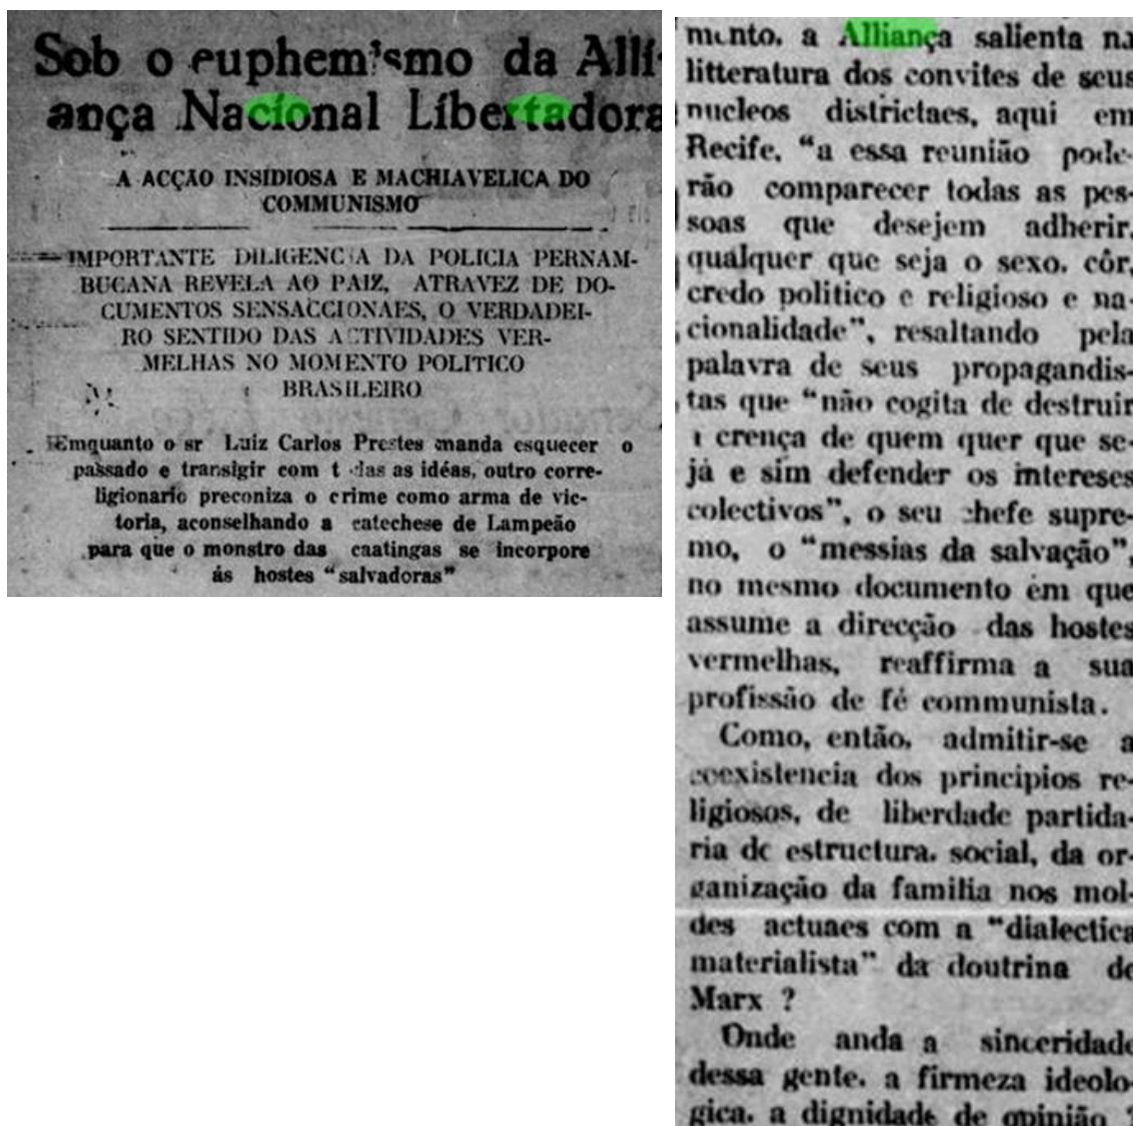 Sob o euphemismo da Alli-
ança Nacional Libertadora
A ACÇÃO INSIDIOSA E MACHIAVELICA DO
COMMUNISMO
IMPORTANTE DILIGENCIA DA POLICIA PERNAM-
BUCANA REVELA AO PAIZ, ATRAVEZ DE DO-
CUMENTOS SENSACCIONAES, O VERDADEI-
RO SENTIDO DAS ACTIVIDADES VER-
MELHAS NO MOMENTO POLITICO
BRASILEIRO
Emquanto o sr Luiz Carlos Prestes manda esquecer o
passado e transigir com todas as idéas, outro corre-
ligionario preconiza o crime como arma de vic-
toria, aconselhando a catechese de Lampeão
para que o monstro das caatingas se incorpore
ás hostes "salvadoras"
mento, a Alliança salienta na
litteratura dos convites de seus
nucleos districtaes, aqui em
Recife, "a essa reunião pode-
rão comparecer todas as pes-
soas que desejem adherir,
qualquer que seja o sexo, côr,
credo politico e religioso e na-
cionalidade", resaltando pela
palavra de seus propagandis-
tas que "não cogita de destruir
a crença de quem quer que se-
já e sim defender os intereses
colectivos", o seu chefe supre-
mo, o "messias da salvação",
no mesmo documento em que
assume a direcção das hostes
vermelhas, reaffirma a sua
profissão de fé communista.
Como, então, admitir-se a
coexistencia dos principios re-
ligiosos, de liberdade partida-
ria de estructura. social, da or-
ganização da familia nos mol-
des actuaes com a "dialectica
materialista" da doutrina de
Marx ?
Onde anda a sinceridade
dessa gente, a firmeza ideolo-
gica, a dignidade de opinião ?